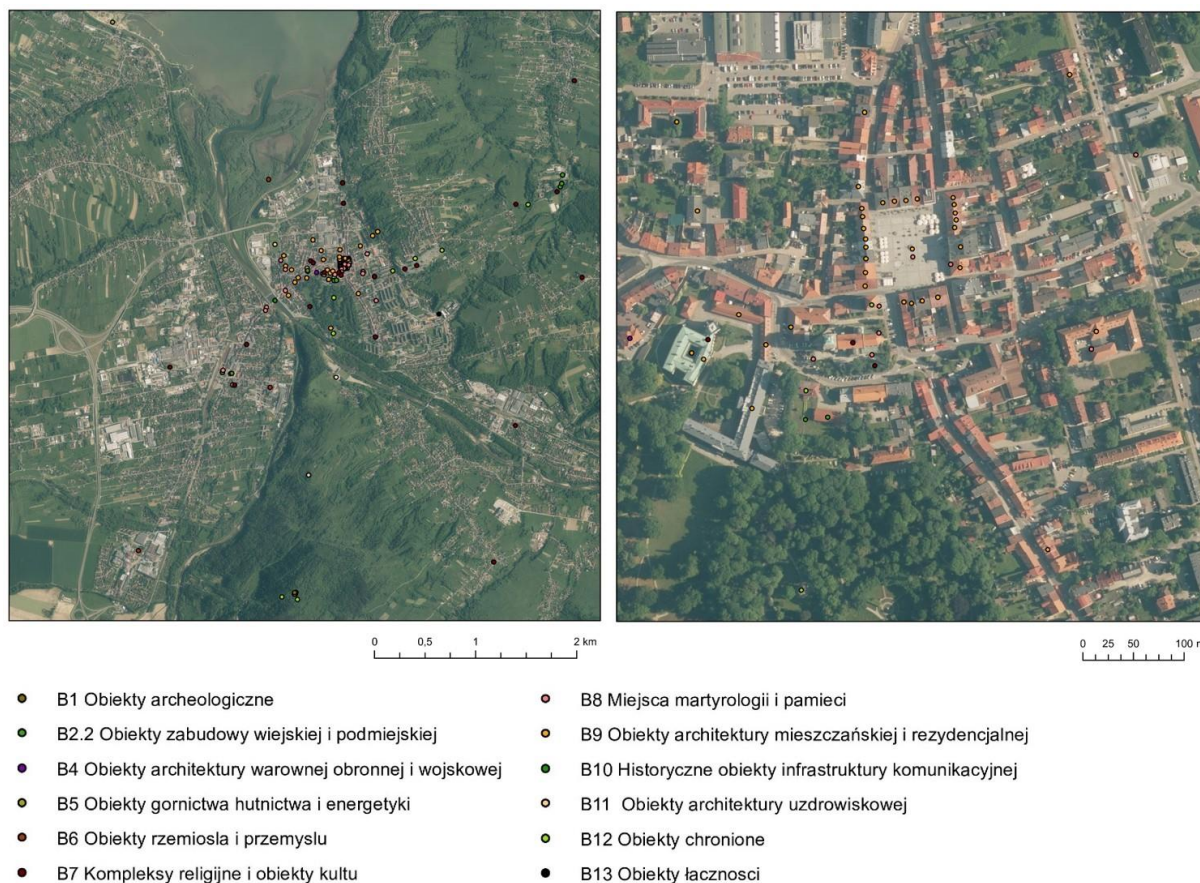 0 0,5 1 2 km
0 25 50 100 m
B1 Obiekty archeologiczne
B2.2 Obiekty zabudowy wiejskiej i podmiejskiej
B4 Obiekty architektury warownej obronnej i wojskowej
B5 Obiekty gornictwa hutnictwa i energetyki
B6 Obiekty rzemiosla i przemyslu
B7 Kompleksy religijne i obiekty kultu
B8 Miejsca martyrologii i pamieci
B9 Obiekty architektury mieszczańskiej i rezydencjalnej
B10 Historyczne obiekty infrastruktury komunikacyjnej
B11 Obiekty architektury uzdrowiskowej
B12 Obiekty chronione
B13 Obiekty łacznosci